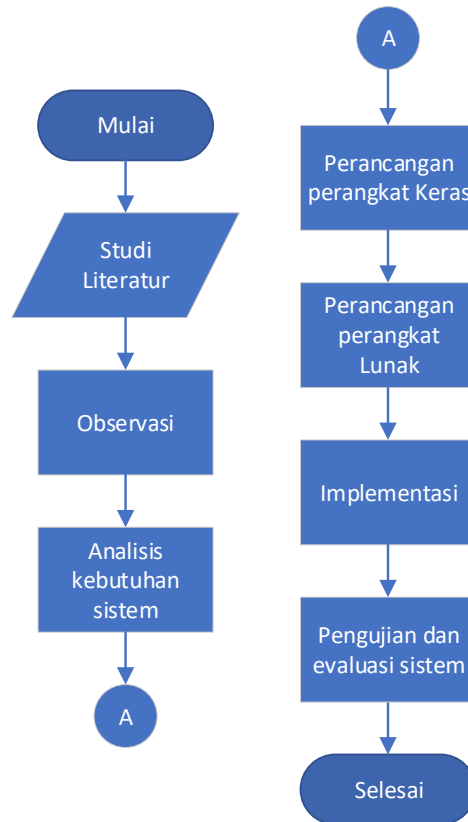 Mulai
Studi
Literatur
Observasi
Analisis
kebutuhan
sistem
A
A
Perancangan
perangkat Keras
Perancangan
perangkat
Lunak
Implementasi
Pengujian dan
evaluasi sistem
Selesai